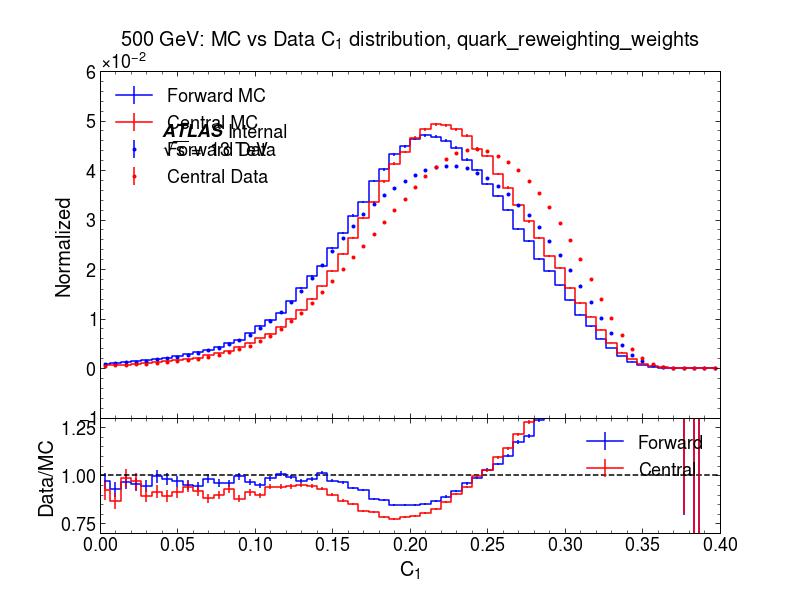 500 GeV: MC vs Data C₁ distribution, quark_reweighting_weights
×10⁻²
6
5
4
3
2
1
0
−1
Normalized
Forward MC
Central MC
ATLAS Internal
√s = 13 TeV
Forward Data
Central Data
1.25
1.00
0.75
Data/MC
Forward
Central
0.00 0.05 0.10 0.15 0.20 0.25 0.30 0.35 0.40
C₁